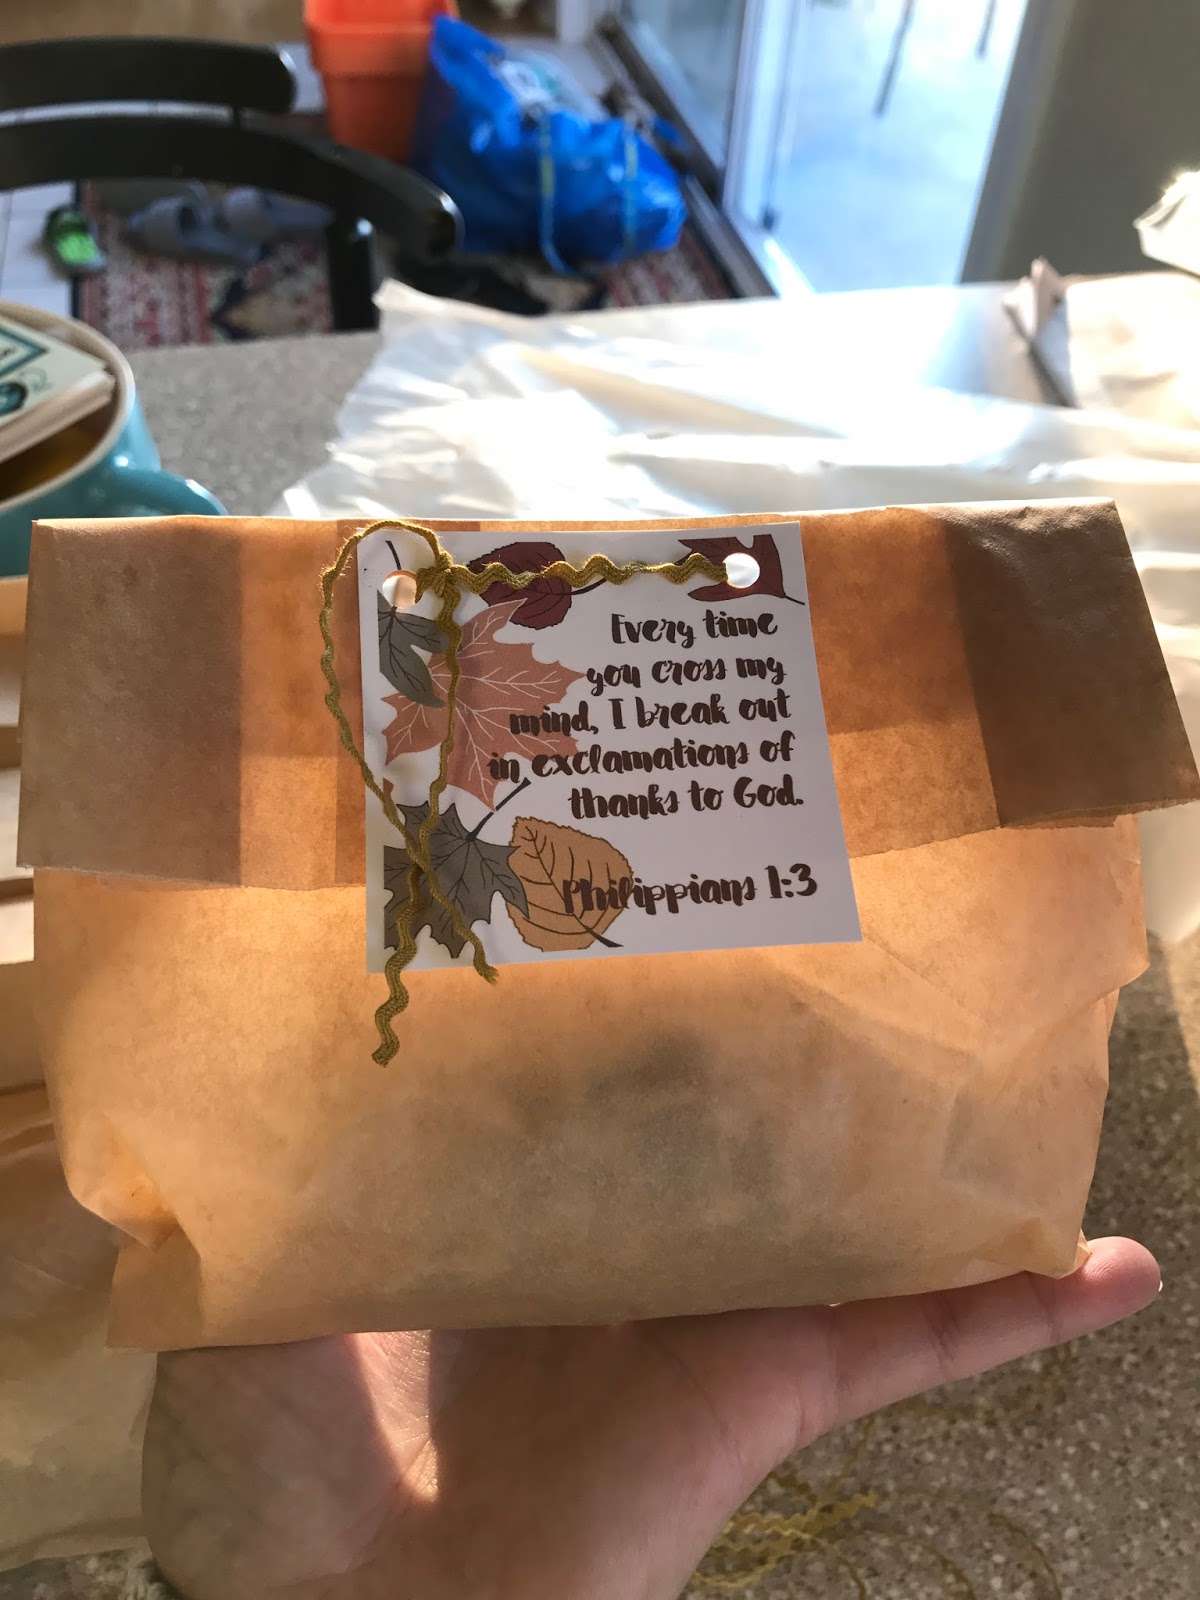 Every time
you cross my
mind, I break out
in exclamations of
thanks to God.
Philippians 1:3